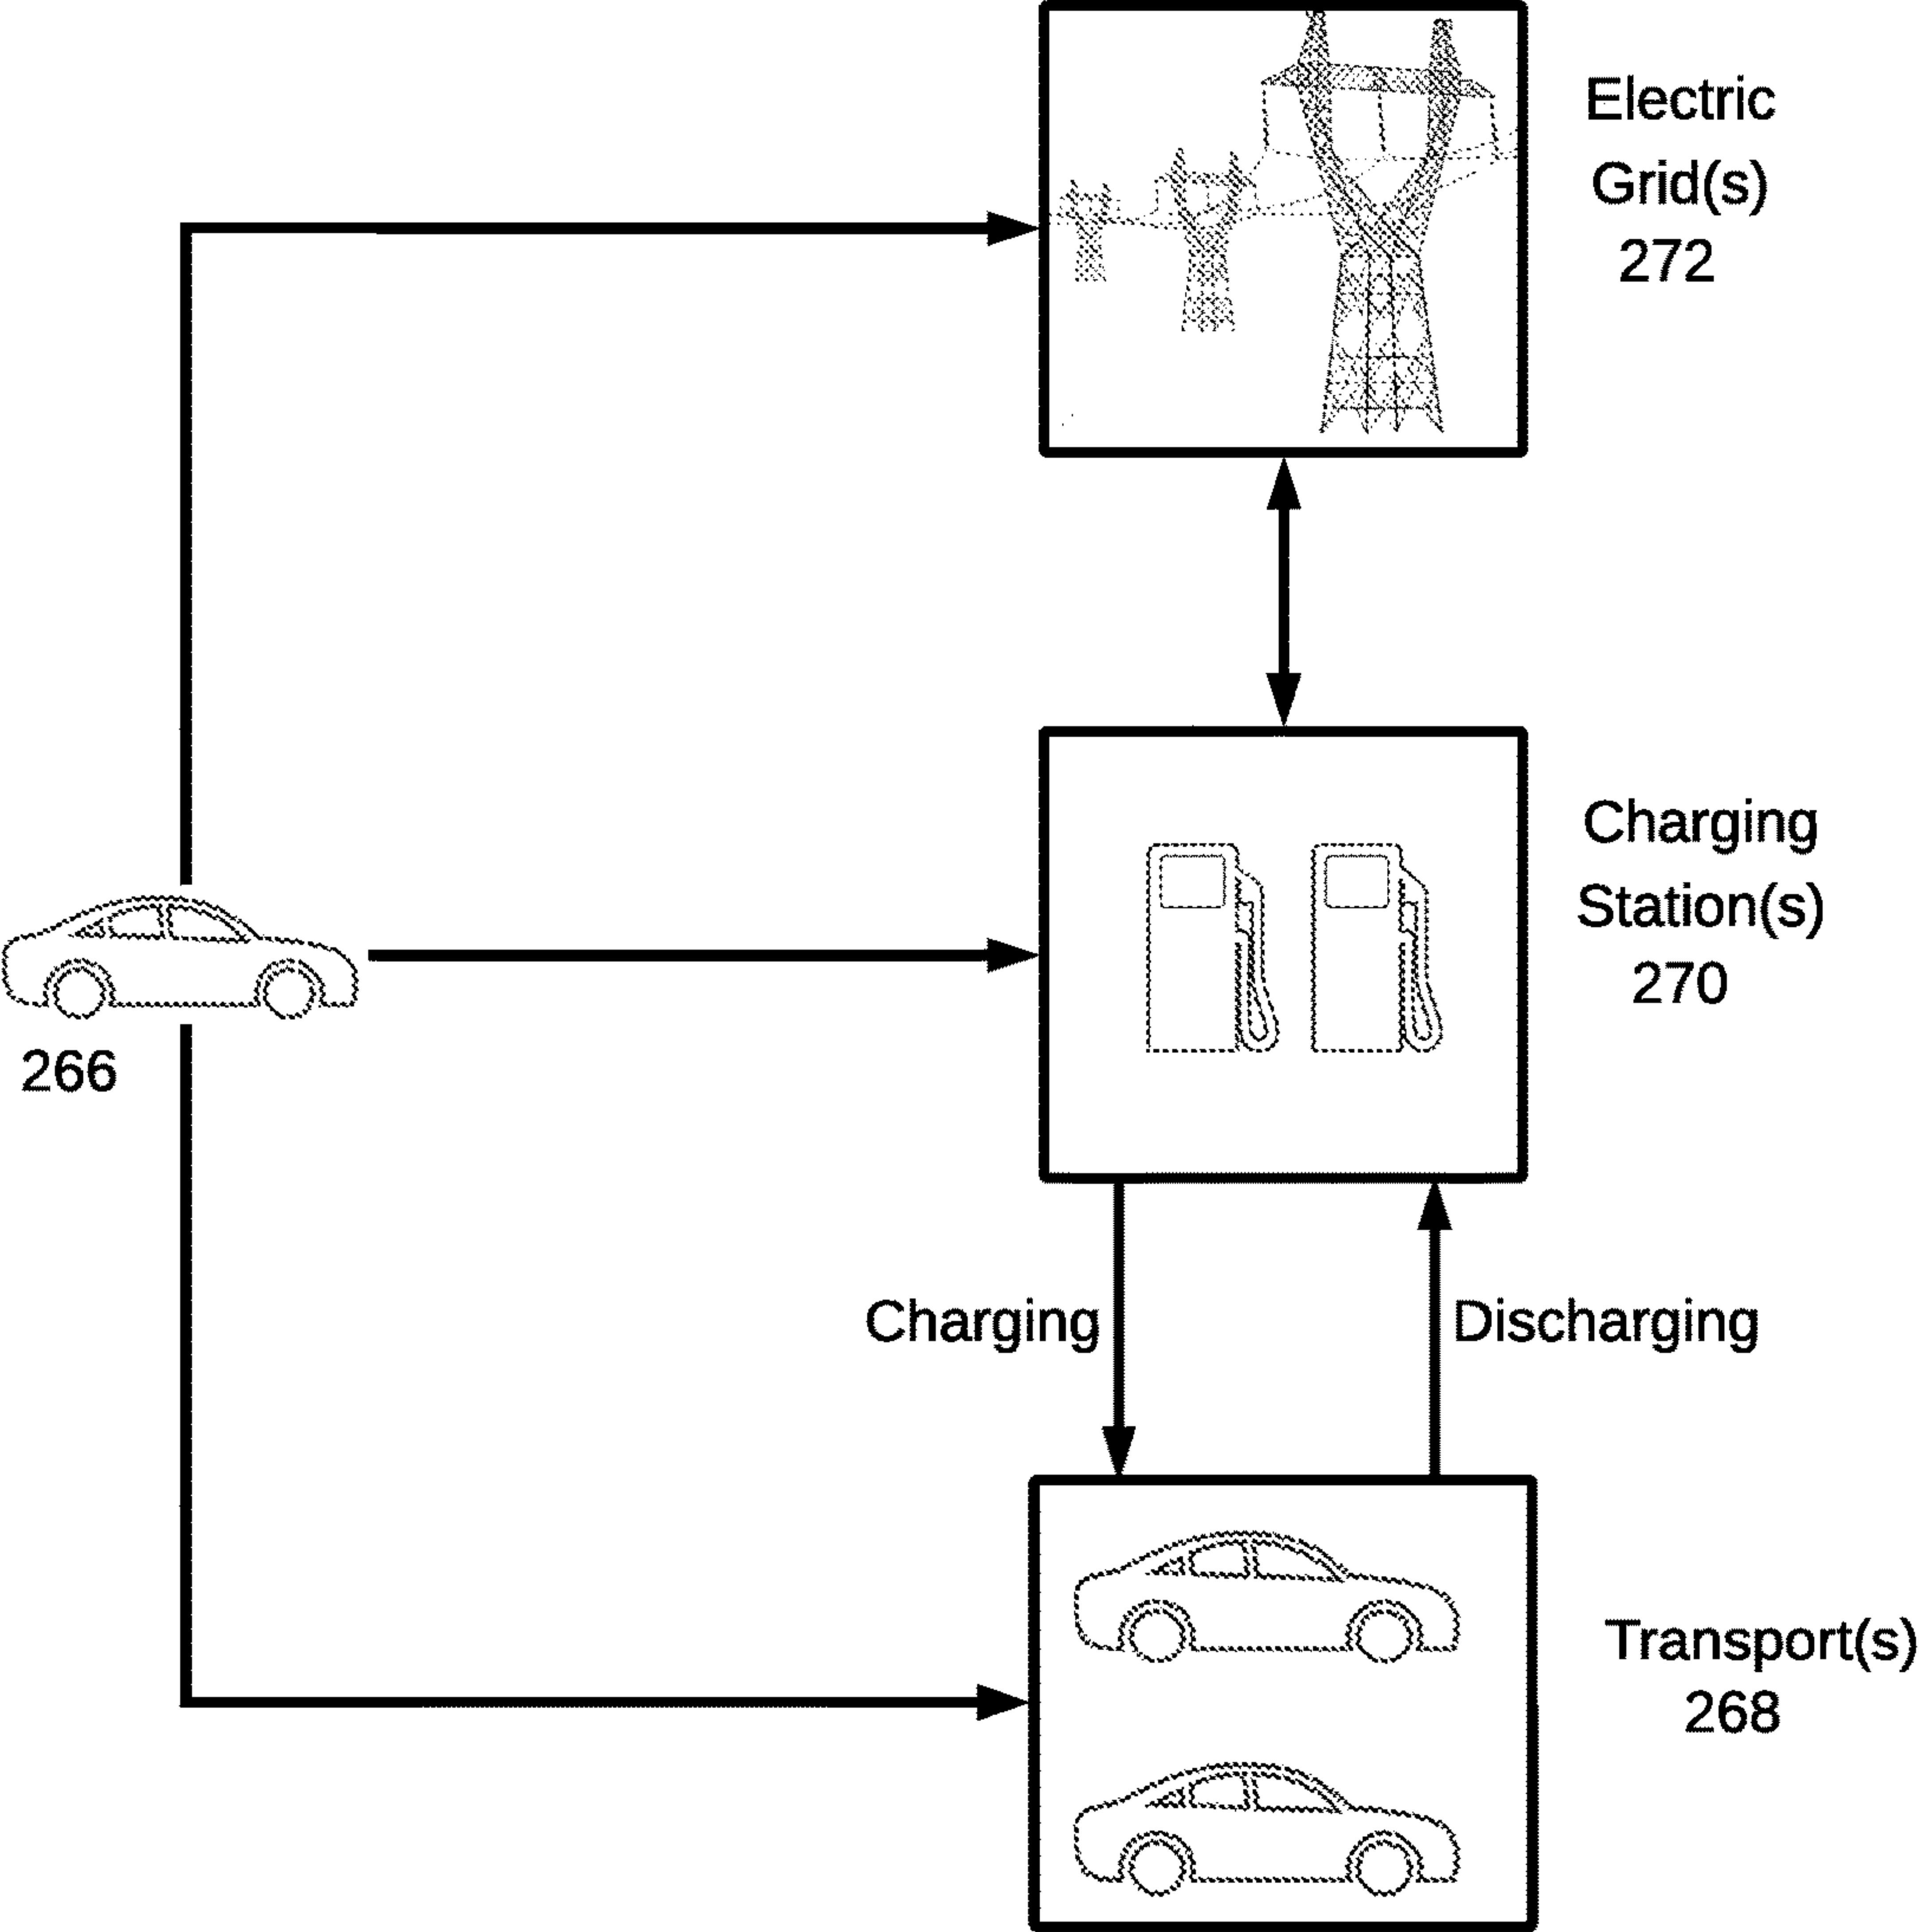 Electric
Grid(s)
272
Charging
Station(s)
270
266
Charging
Discharging
Transport(s)
268